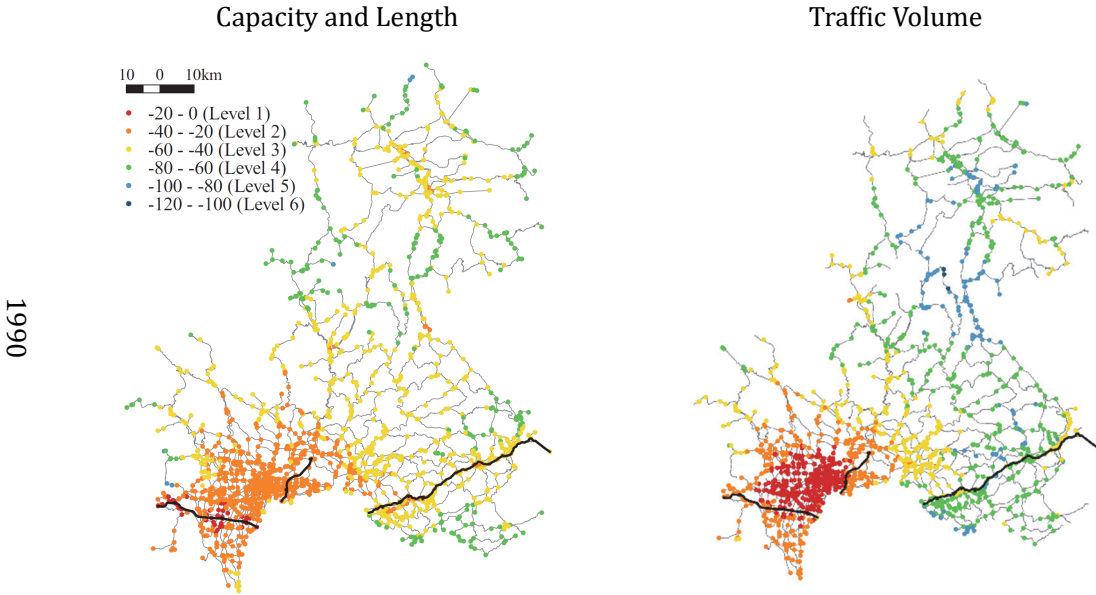 Capacity and Length
Traffic Volume
10 0 10km
-20 - 0 (Level 1)
-40 - -20 (Level 2)
-60 - -40 (Level 3)
-80 - -60 (Level 4)
-100 - -80 (Level 5)
-120 - -100 (Level 6)
1990